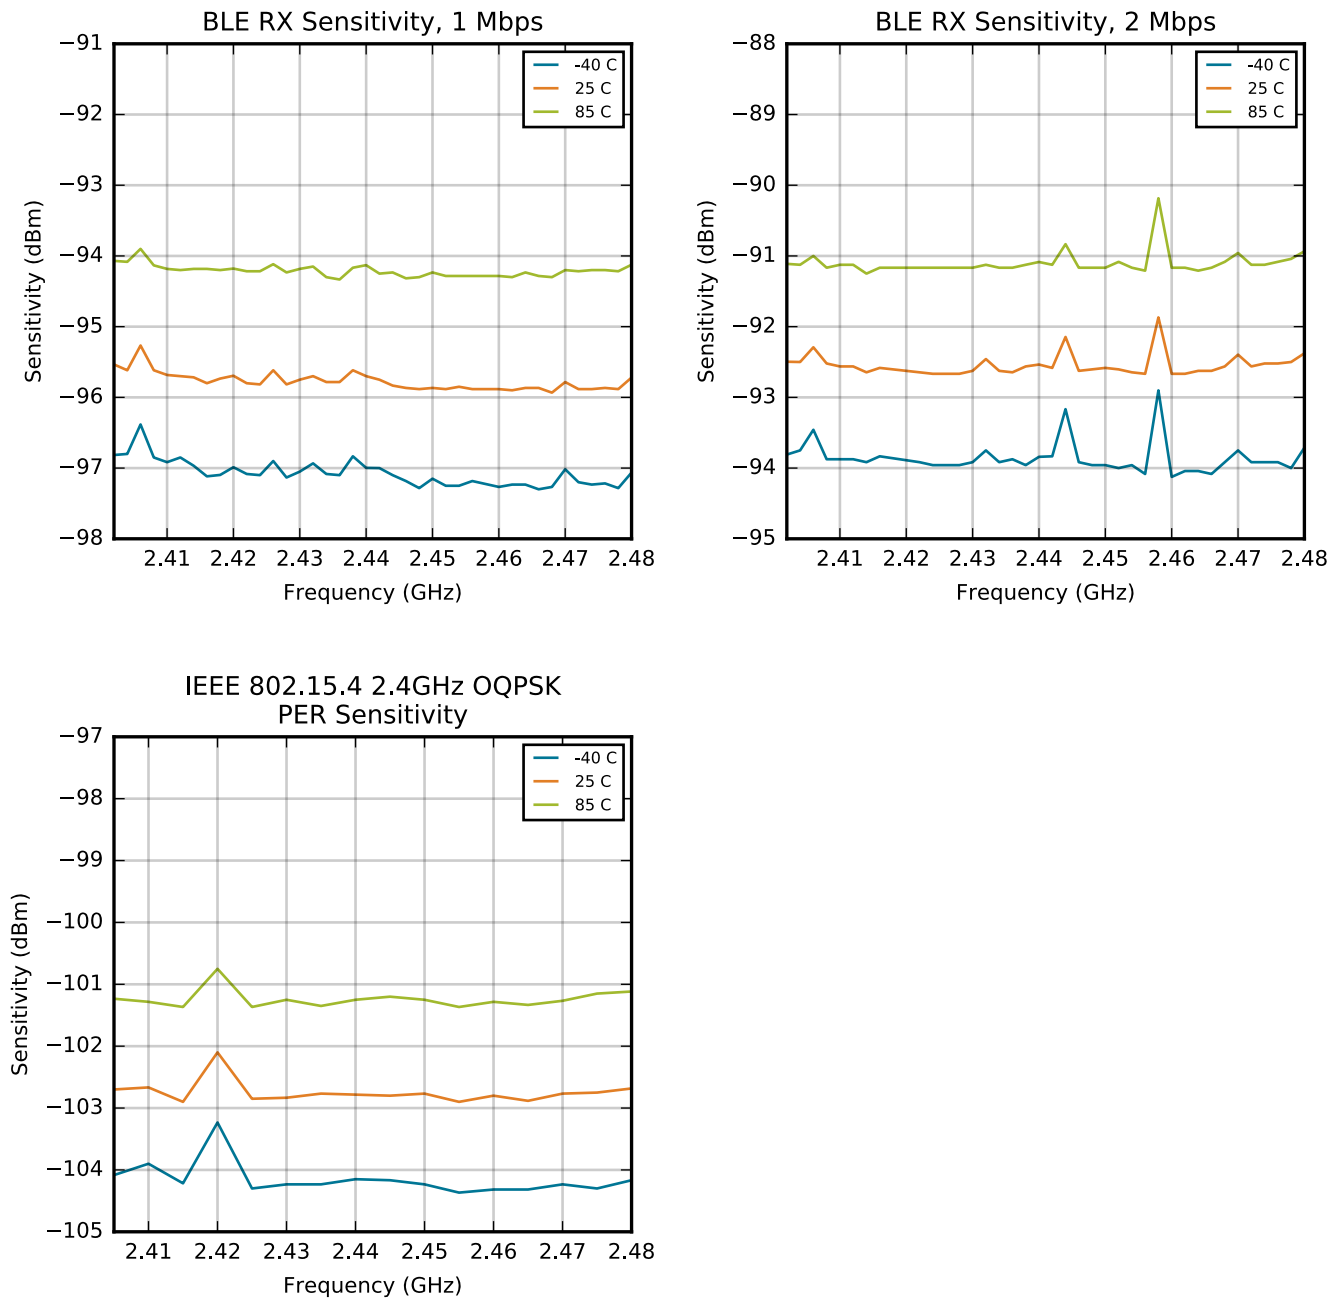 BLE RX Sensitivity, 1 Mbps
−91
−92
−93
−94
−95
−96
−97
−98
Sensitivity (dBm)
-40 C
25 C
85 C
2.41 2.42 2.43 2.44 2.45 2.46 2.47 2.48
Frequency (GHz)
BLE RX Sensitivity, 2 Mbps
−88
−89
−90
−91
−92
−93
−94
−95
Sensitivity (dBm)
-40 C
25 C
85 C
2.41 2.42 2.43 2.44 2.45 2.46 2.47 2.48
Frequency (GHz)
IEEE 802.15.4 2.4GHz OQPSK
PER Sensitivity
−97
−98
−99
−100
−101
−102
−103
−104
−105
Sensitivity (dBm)
-40 C
25 C
85 C
2.41 2.42 2.43 2.44 2.45 2.46 2.47 2.48
Frequency (GHz)